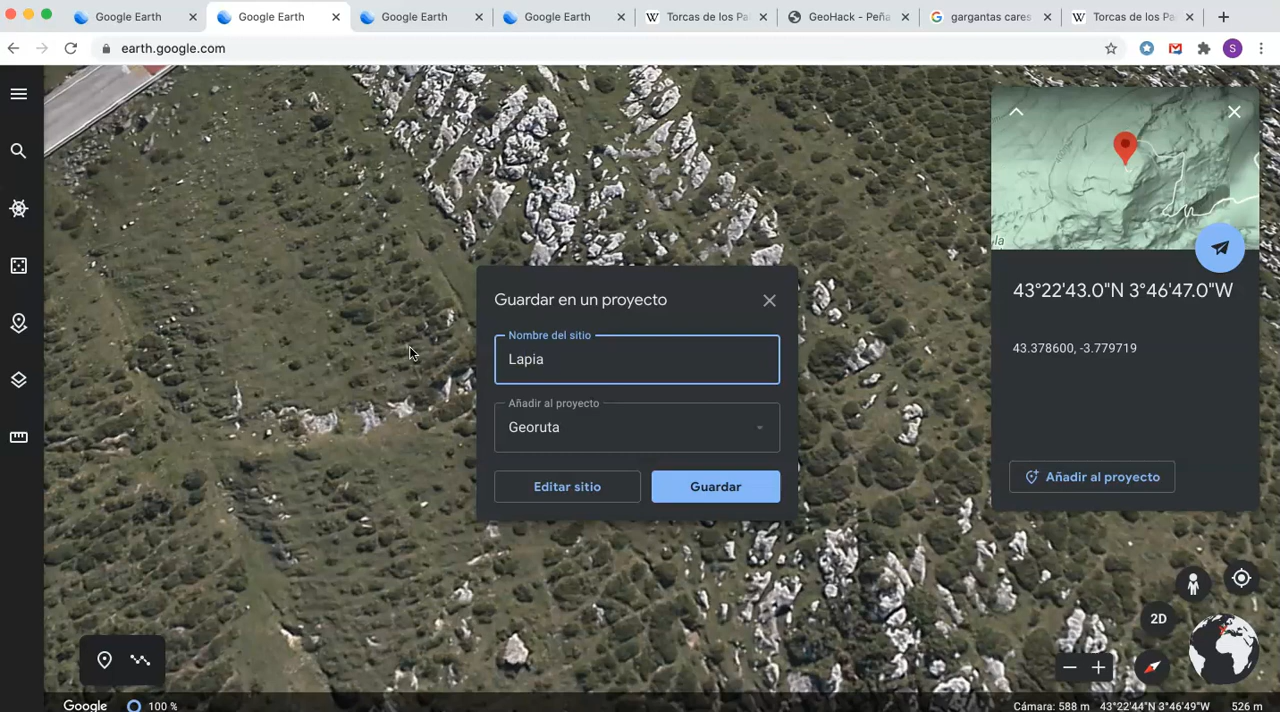 Google Earth
Google Earth
Google Earth
Google Earth
Torcas de los Pa
GeoHack - Peña
gargantas cares
Torcas de los Pa
earth.google.com
S
la
43°22'43.0"N 3°46'47.0"W
43.378600, -3.779719
Añadir al proyecto
Guardar en un proyecto
Nombre del sitio
Lapia
Añadir al proyecto
Georuta
Editar sitio
Guardar
2D
Google
100 %
Cámara: 588 m
43°22'44"N 3°46'49"W
526 m